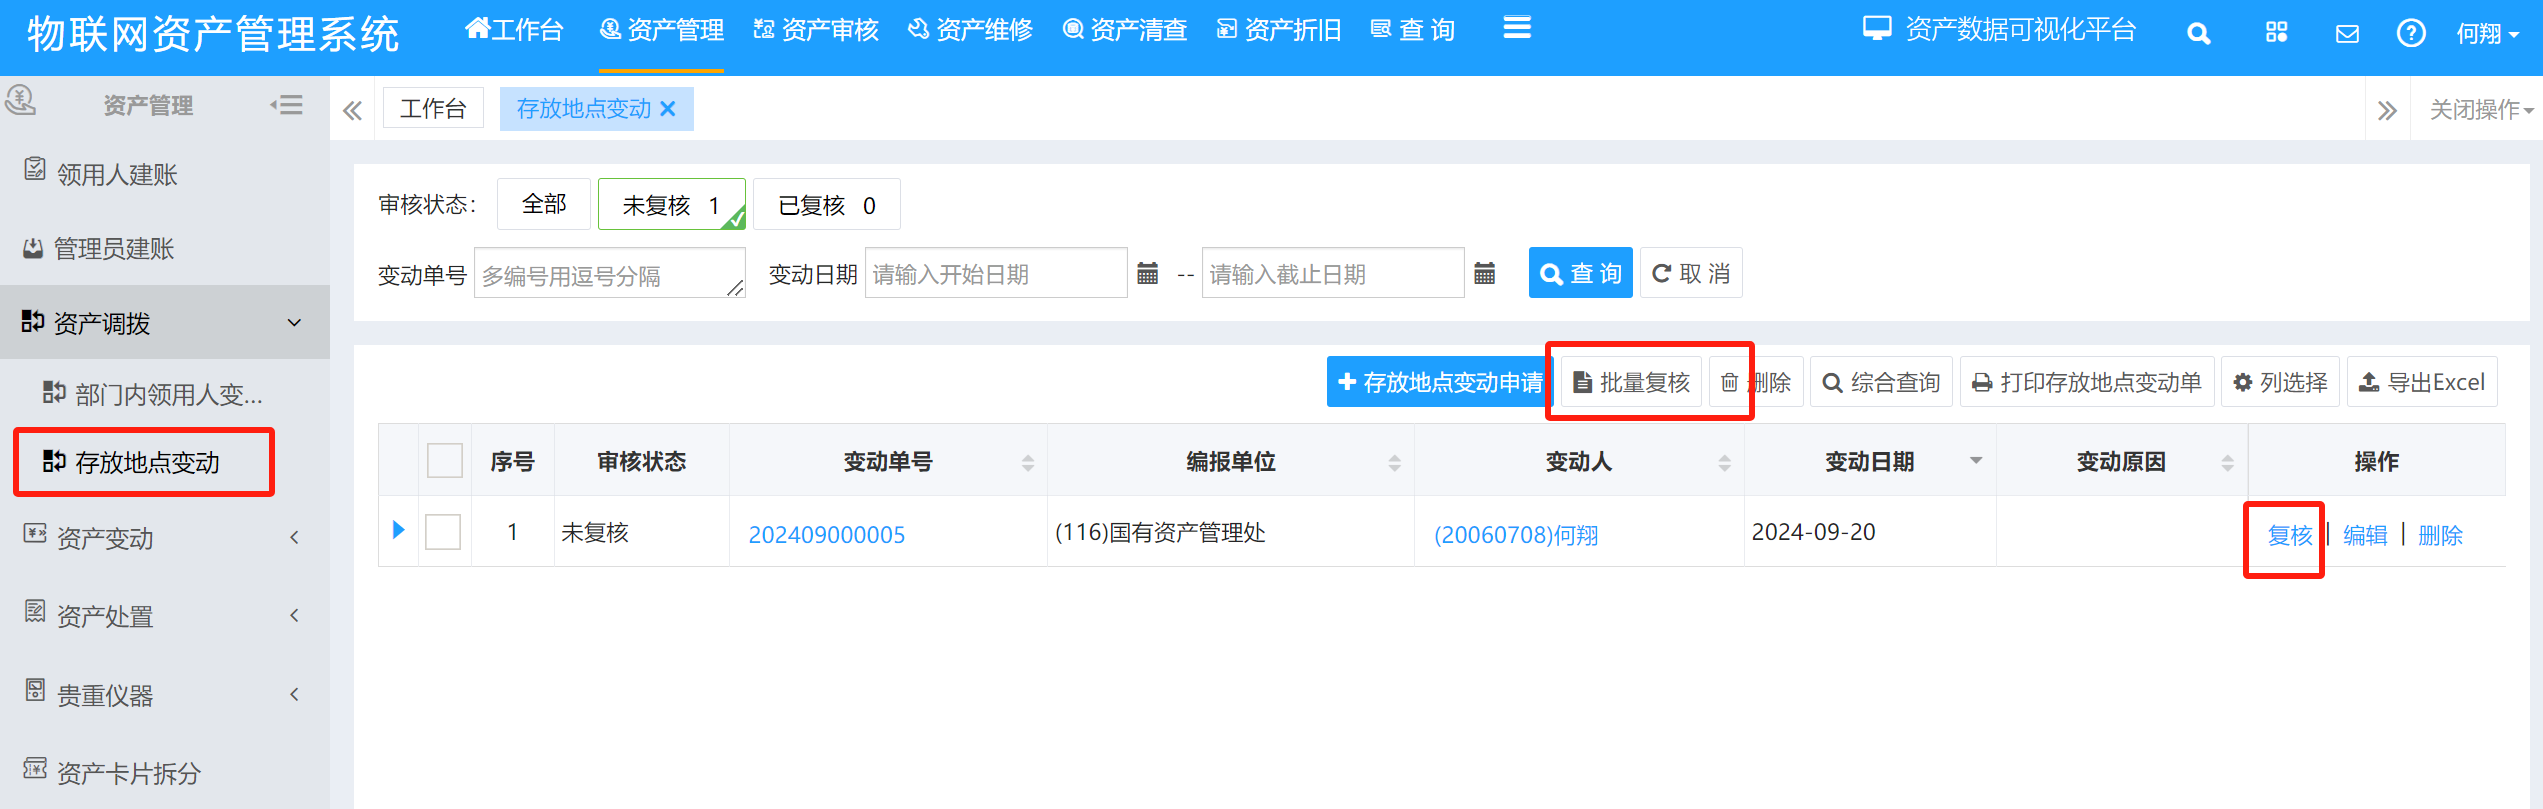 物联网资产管理系统 工作台 资产管理 资产审核 资产维修 资产清查 资产折旧 查 询 资产数据可视化平台 何翔
资产管理
工作台 存放地点变动 关闭操作
领用人建账
管理员建账
资产调拨
部门内领用人变...
存放地点变动
资产变动
资产处置
贵重仪器
资产卡片拆分
审核状态： 全部 未复核 1 已复核 0
变动单号 多编号用逗号分隔 变动日期 请输入开始日期 -- 请输入截止日期 查 询 取 消
存放地点变动申请 批量复核 删除 综合查询 打印存放地点变动单 列选择 导出Excel
序号 审核状态 变动单号 编报单位 变动人 变动日期 变动原因 操作
1 未复核 202409000005 (116)国有资产管理处 (20060708)何翔 2024-09-20 复核 | 编辑 | 删除